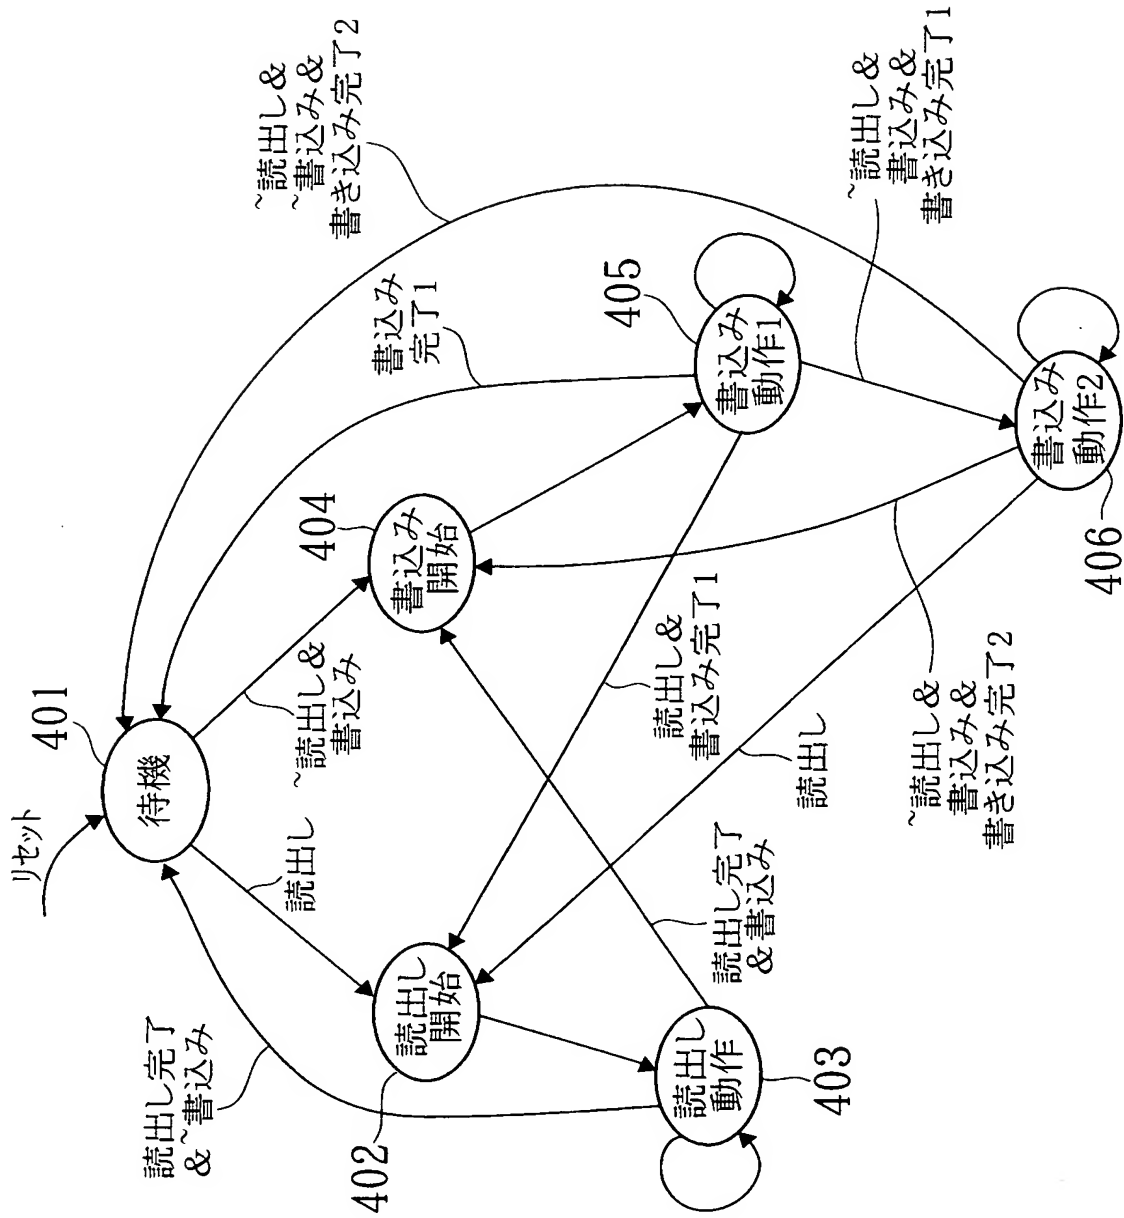 リセット
401
待機
読出し完了
&~書込み
読出し
~読出し&
書込み
書込み
完了1
~読出し&
~書込み&
書き込み完了2
402
読出し
開始
404
書込み
開始
405
書込み
動作1
読出し&
書込み完了1
読出し
読出し完了
&書込み
403
読出し
動作
~読出し&
書込み&
書き込み完了2
~読出し&
書込み&
書き込み完了1
406
書込み
動作2